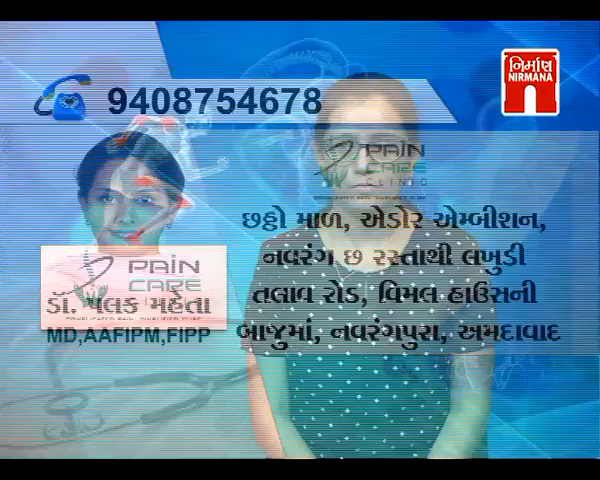 નિર્માણ
NIRMANA
9408754678
PAIN
CARE
CLINIC
છઠ્ઠો માળ, એડોર એમ્બીશન,
નવરંગ છ રસ્તાથી લખુડી
તલાવ રોડ, વિમલ હાઉસની
બાજુમાં, નવરંગપુરા, અમદાવાદ
PAIN
CARE
ડૉ. પલક મહેતા
MD,AAFIPM,FIPP